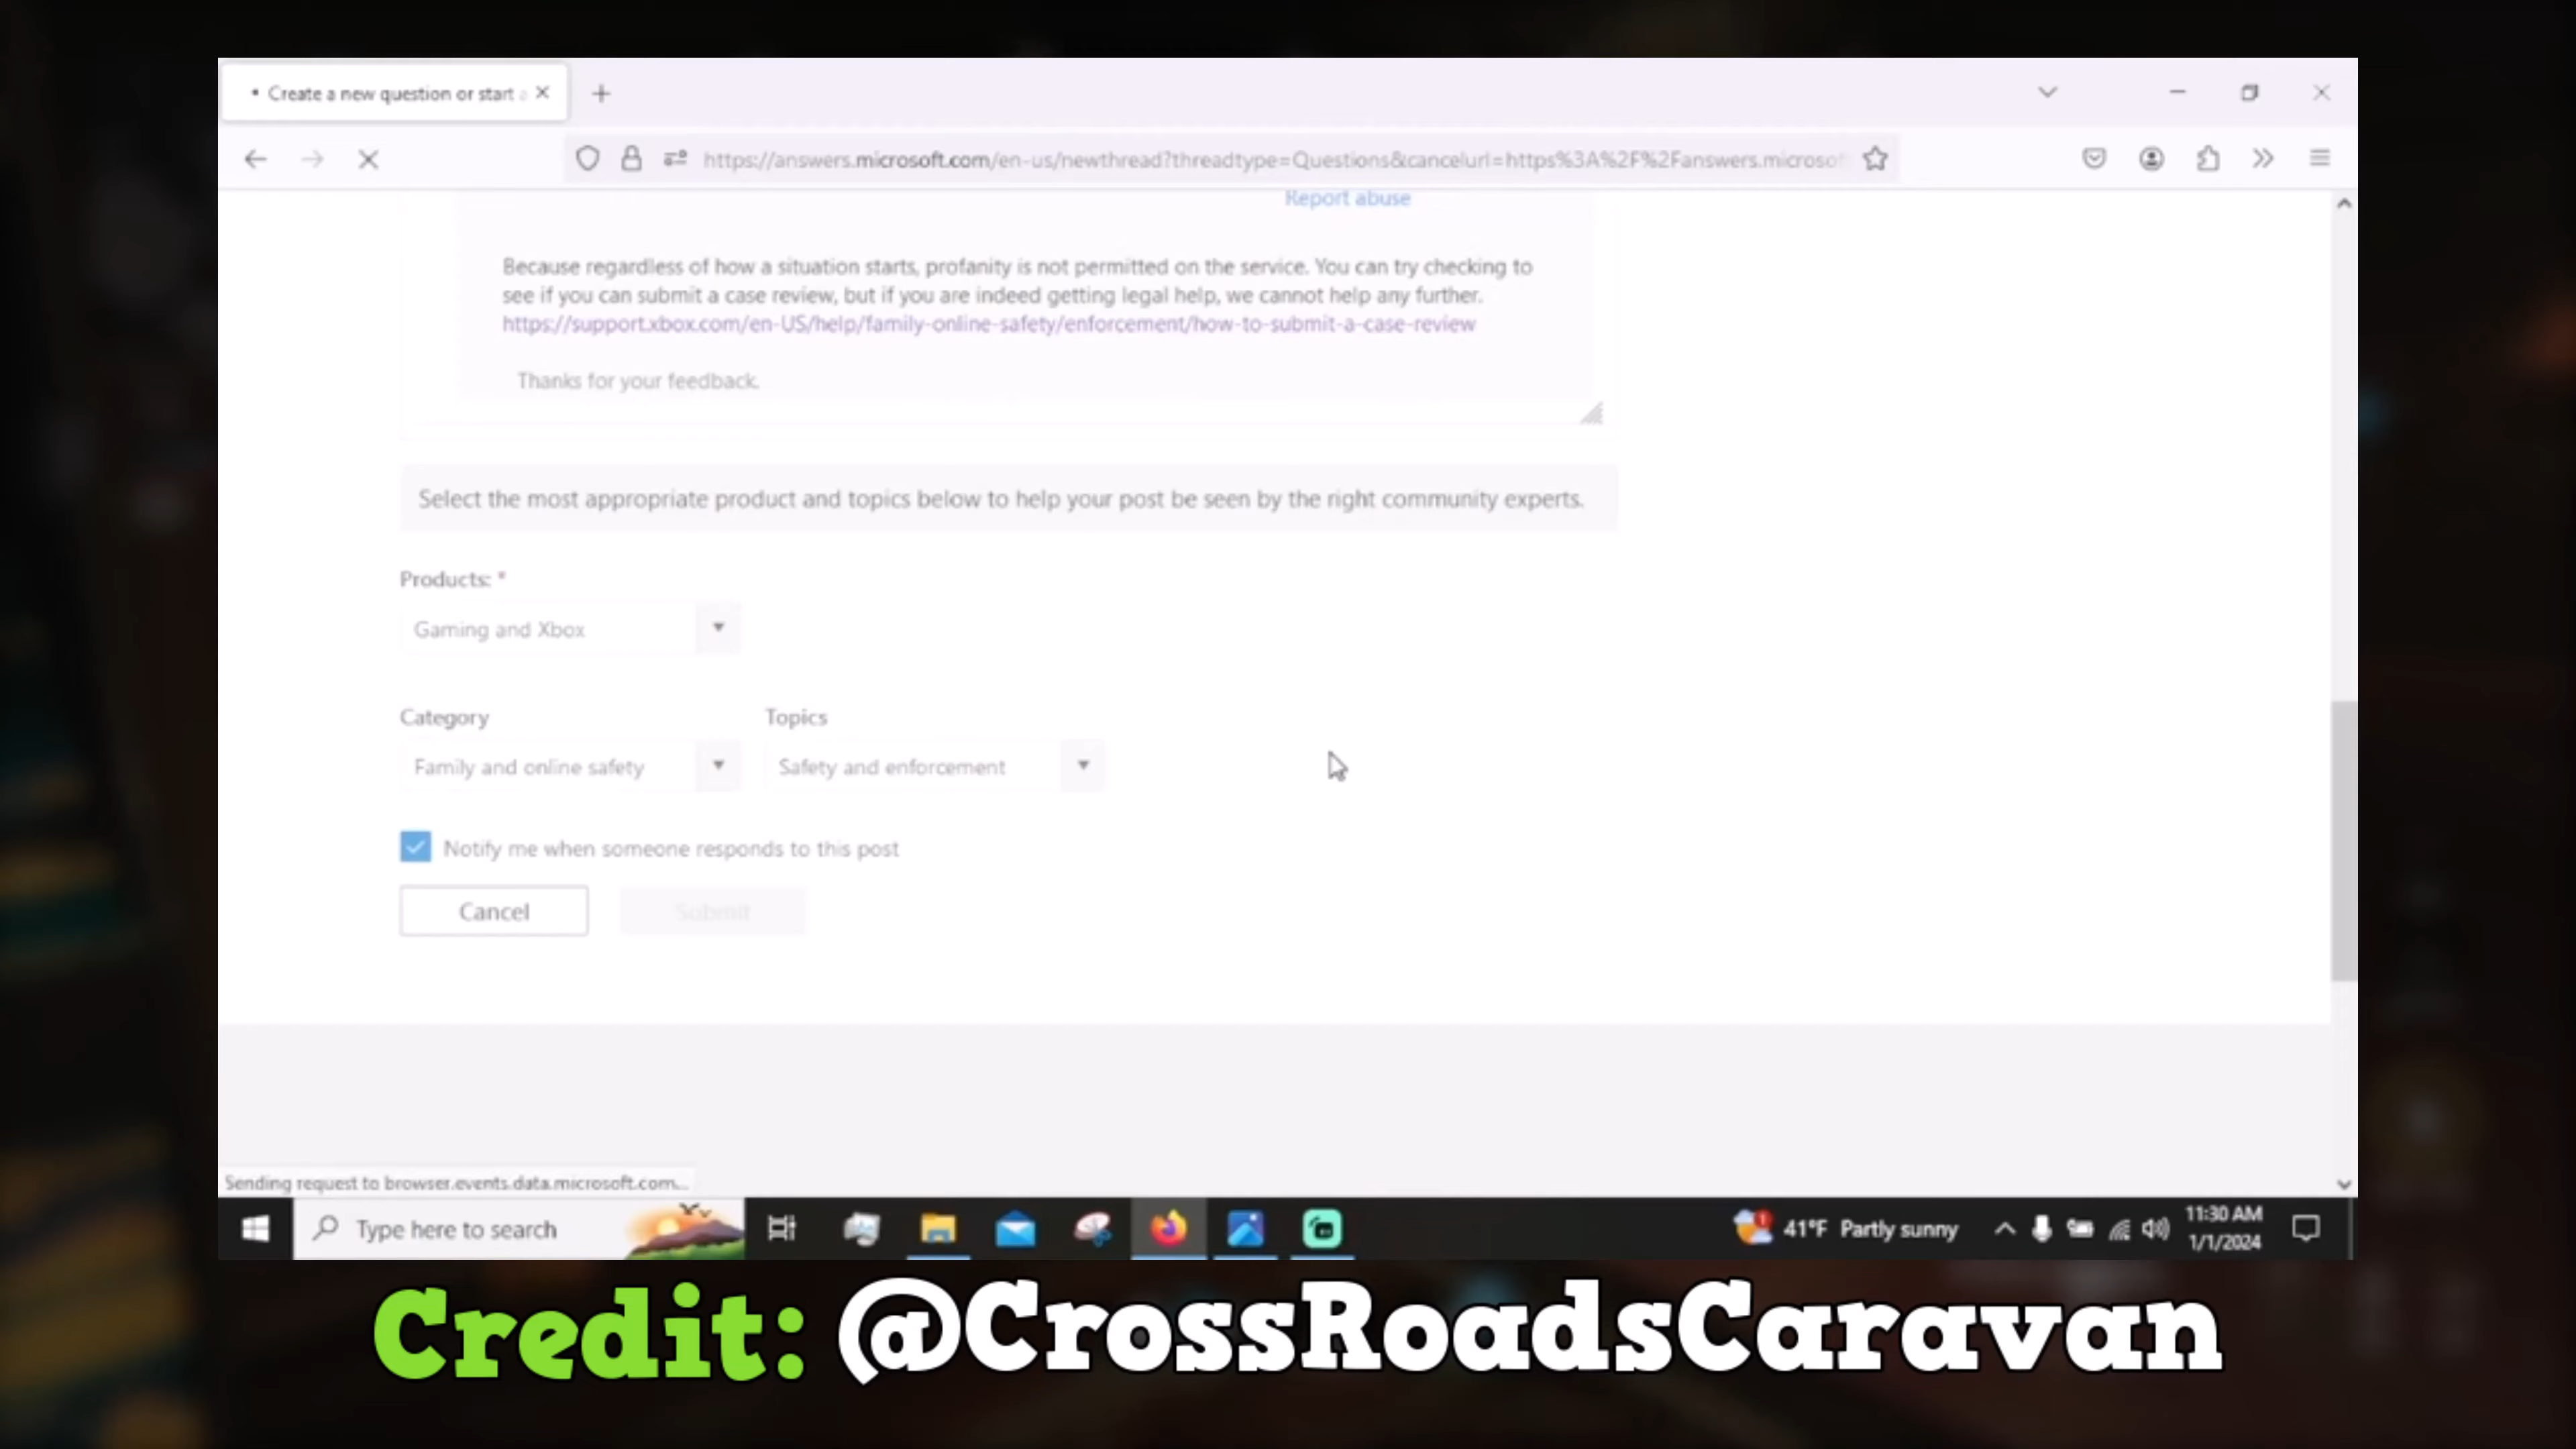 Create a new question or start a
https://answers.microsoft.com/en-us/newthread?threadtype=Questions&cancelurl=https%3A%2F%2Fanswers.microsof
Report abuse
Because regardless of how a situation starts, profanity is not permitted on the service. You can try checking to
see if you can submit a case review, but if you are indeed getting legal help, we cannot help any further.
https://support.xbox.com/en-US/help/family-online-safety/enforcement/how-to-submit-a-case-review
Thanks for your feedback.
Select the most appropriate product and topics below to help your post be seen by the right community experts.
Products: *
Gaming and Xbox
Category Topics
Family and online safety Safety and enforcement
Notify me when someone responds to this post
Cancel Submit
Sending request to browser.events.data.microsoft.com...
Type here to search
1 41°F Partly sunny
11:30 AM
1/1/2024
Credit: @CrossRoadsCaravan